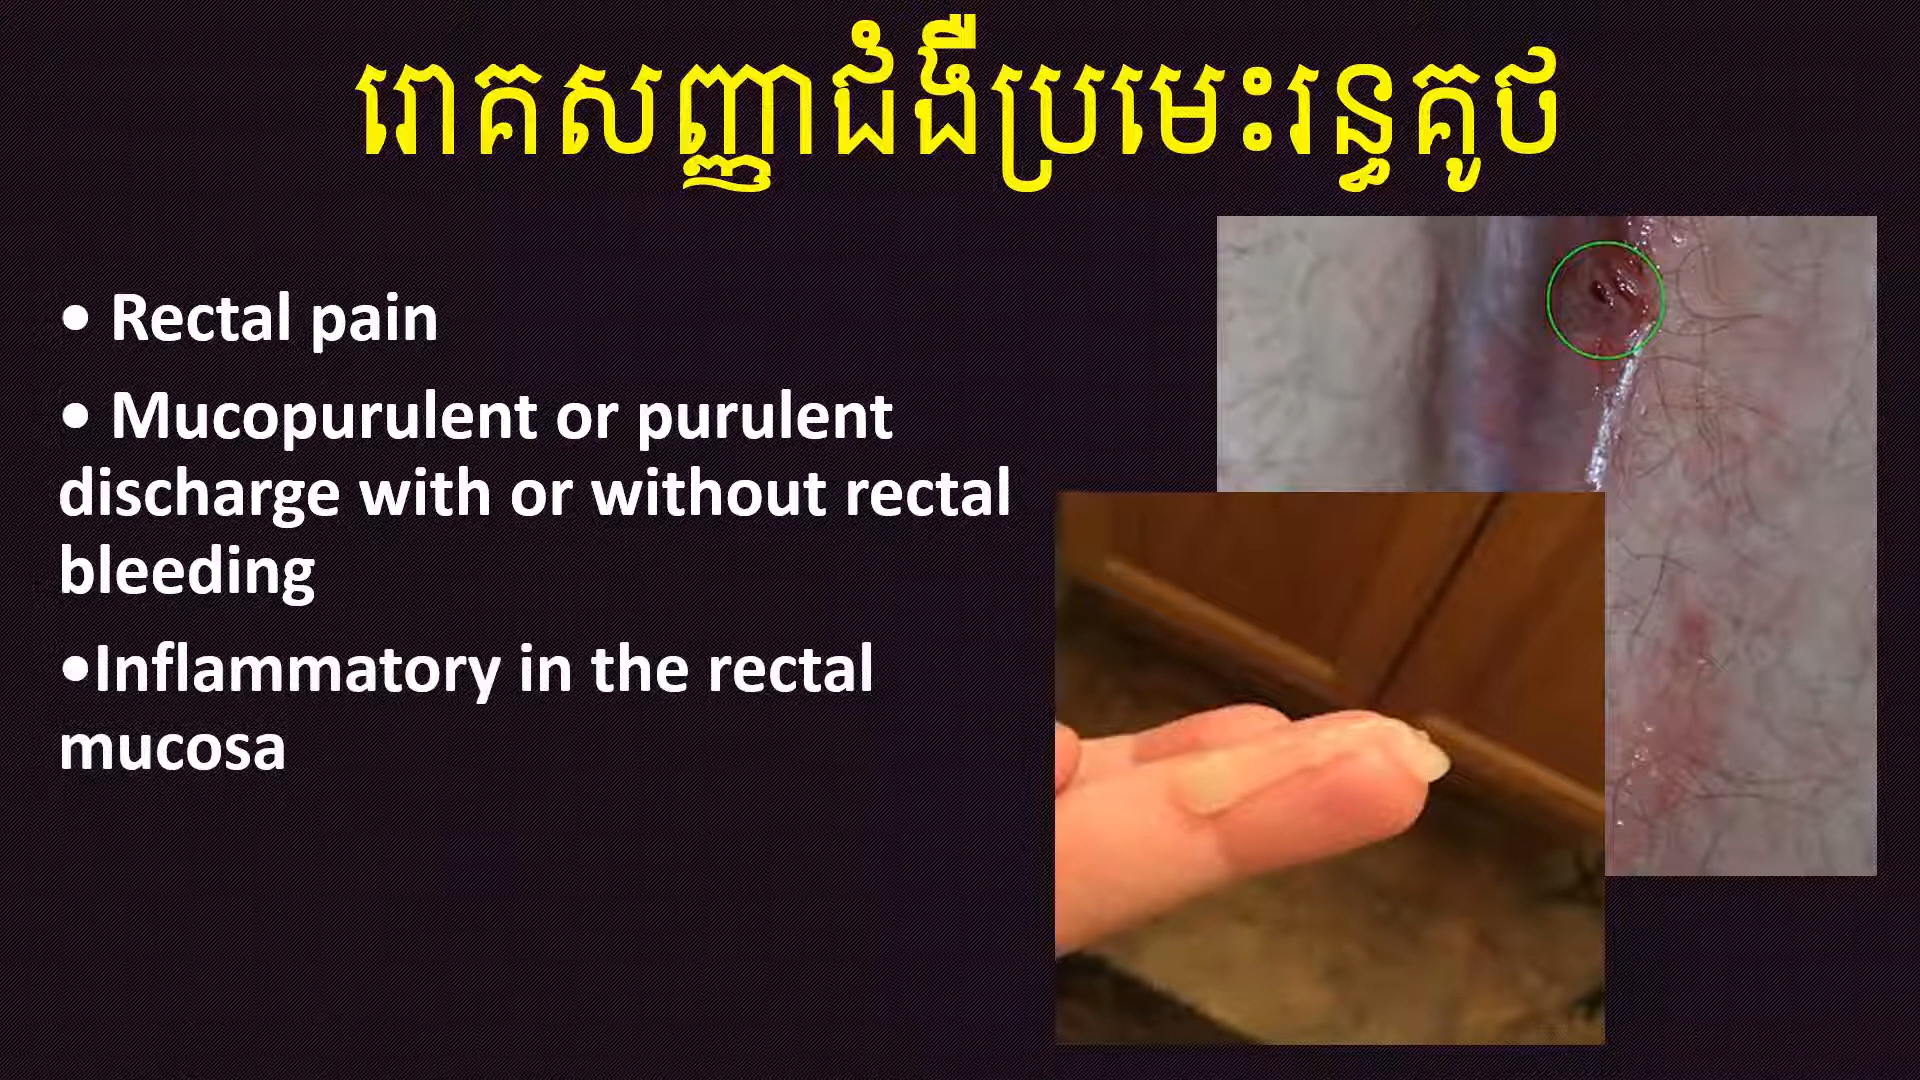 រោគសញ្ញាជំងឺប្រមេះរន្ធគូថ
• Rectal pain
• Mucopurulent or purulent
discharge with or without rectal
bleeding
•Inflammatory in the rectal
mucosa